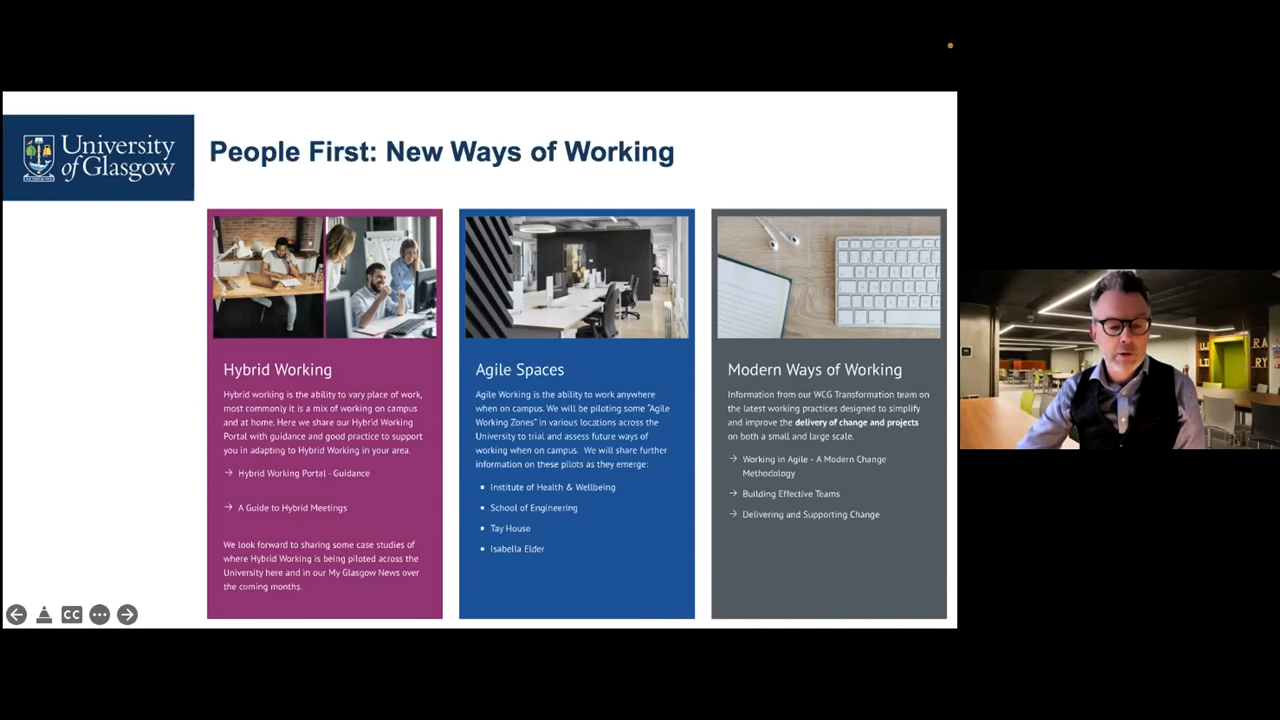 University
of Glasgow
People First: New Ways of Working
Hybrid Working
Hybrid working is the ability to vary place of work,
most commonly it is a mix of working on campus
and at home. Here we share our Hybrid Working
Portal with guidance and good practice to support
you in adapting to Hybrid Working in your area.
→ Hybrid Working Portal - Guidance
→ A Guide to Hybrid Meetings
We look forward to sharing some case studies of
where Hybrid Working is being piloted across the
University here and in our My Glasgow News over
the coming months.
Agile Spaces
Agile Working is the ability to work anywhere
when on campus. We will be piloting some "Agile
Working Zones" in various locations across the
University to trial and assess future ways of
working when on campus. We will share further
information on these pilots as they emerge:
▪ Institute of Health & Wellbeing
▪ School of Engineering
▪ Tay House
▪ Isabella Elder
Modern Ways of Working
Information from our WCG Transformation team on
the latest working practices designed to simplify
and improve the delivery of change and projects
on both a small and large scale.
→ Working in Agile - A Modern Change
Methodology
→ Building Effective Teams
→ Delivering and Supporting Change
CC